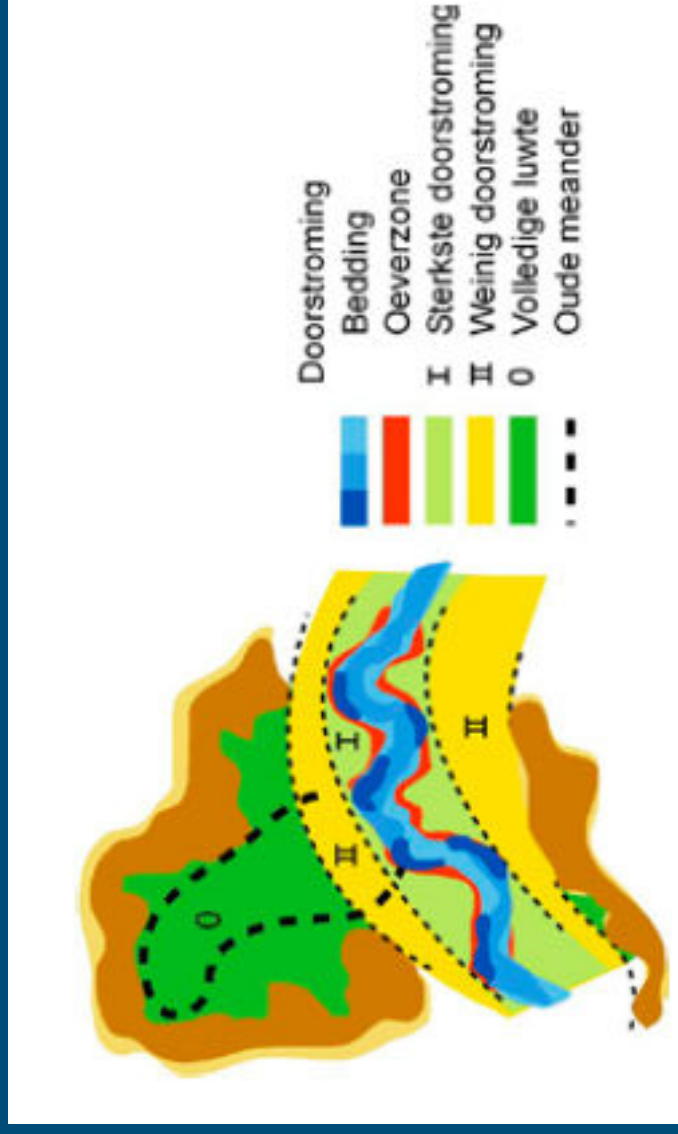 Doorstroming
Bedding
Oeverzone
I Sterkste doorstroming
II Weinig doorstroming
0 Volledige luwte
Oude meander
0
II
I
II